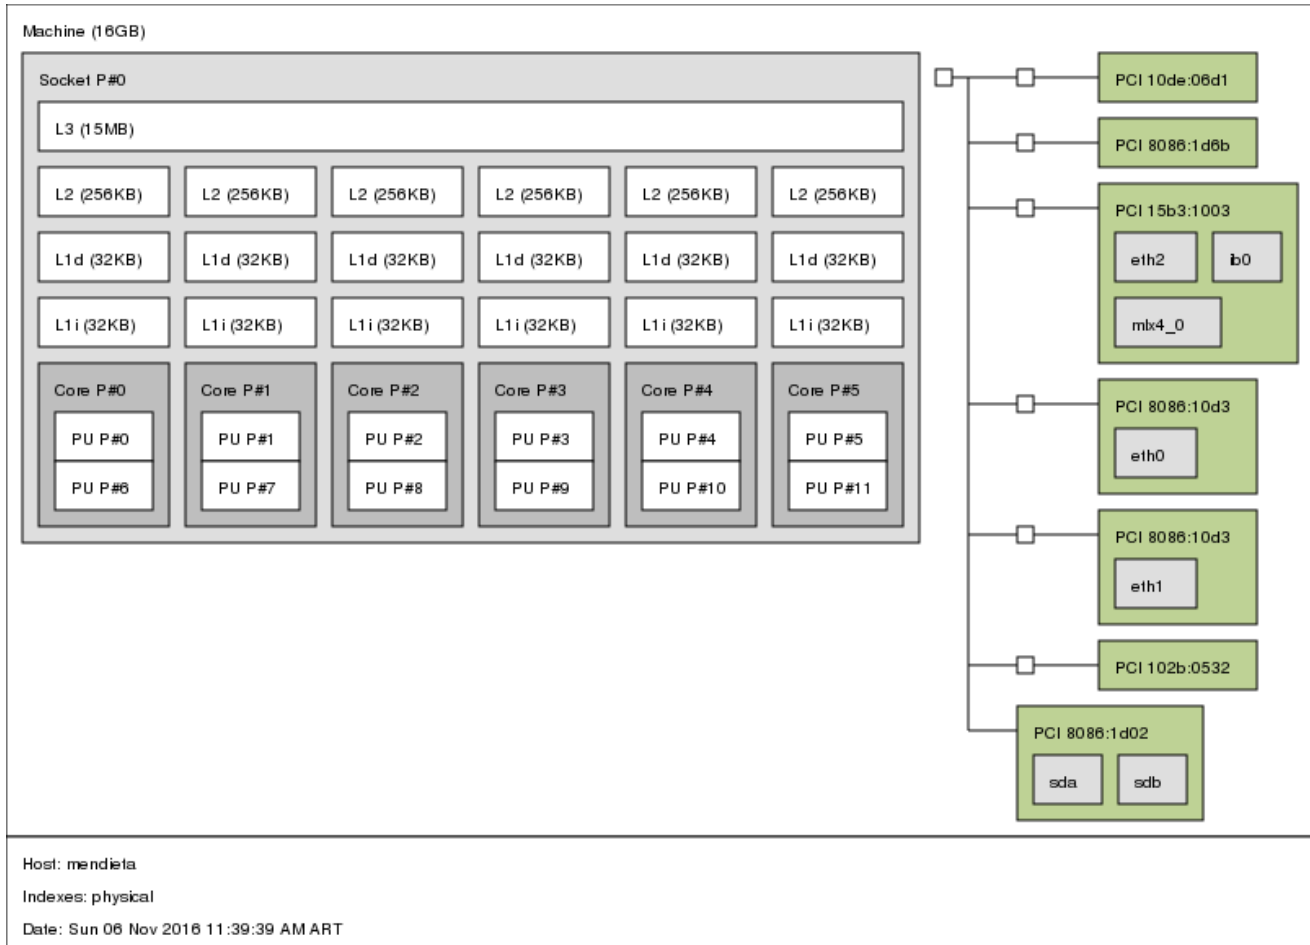 Machine (16GB)
Socket P#0
L3 (15MB)
L2 (256KB) L2 (256KB) L2 (256KB) L2 (256KB) L2 (256KB) L2 (256KB)
L1d (32KB) L1d (32KB) L1d (32KB) L1d (32KB) L1d (32KB) L1d (32KB)
L1i (32KB) L1i (32KB) L1i (32KB) L1i (32KB) L1i (32KB) L1i (32KB)
Core P#0 Core P#1 Core P#2 Core P#3 Core P#4 Core P#5
PU P#0 PU P#1 PU P#2 PU P#3 PU P#4 PU P#5
PU P#6 PU P#7 PU P#8 PU P#9 PU P#10 PU P#11
PCI 10de:06d1
PCI 8086:1d6b
PCI 15b3:1003
eth2 ib0
mlx4_0
PCI 8086:10d3
eth0
PCI 8086:10d3
eth1
PCI 102b:0532
PCI 8086:1d02
sda sdb
Host: mendieta
Indexes: physical
Date: Sun 06 Nov 2016 11:39:39 AM ART